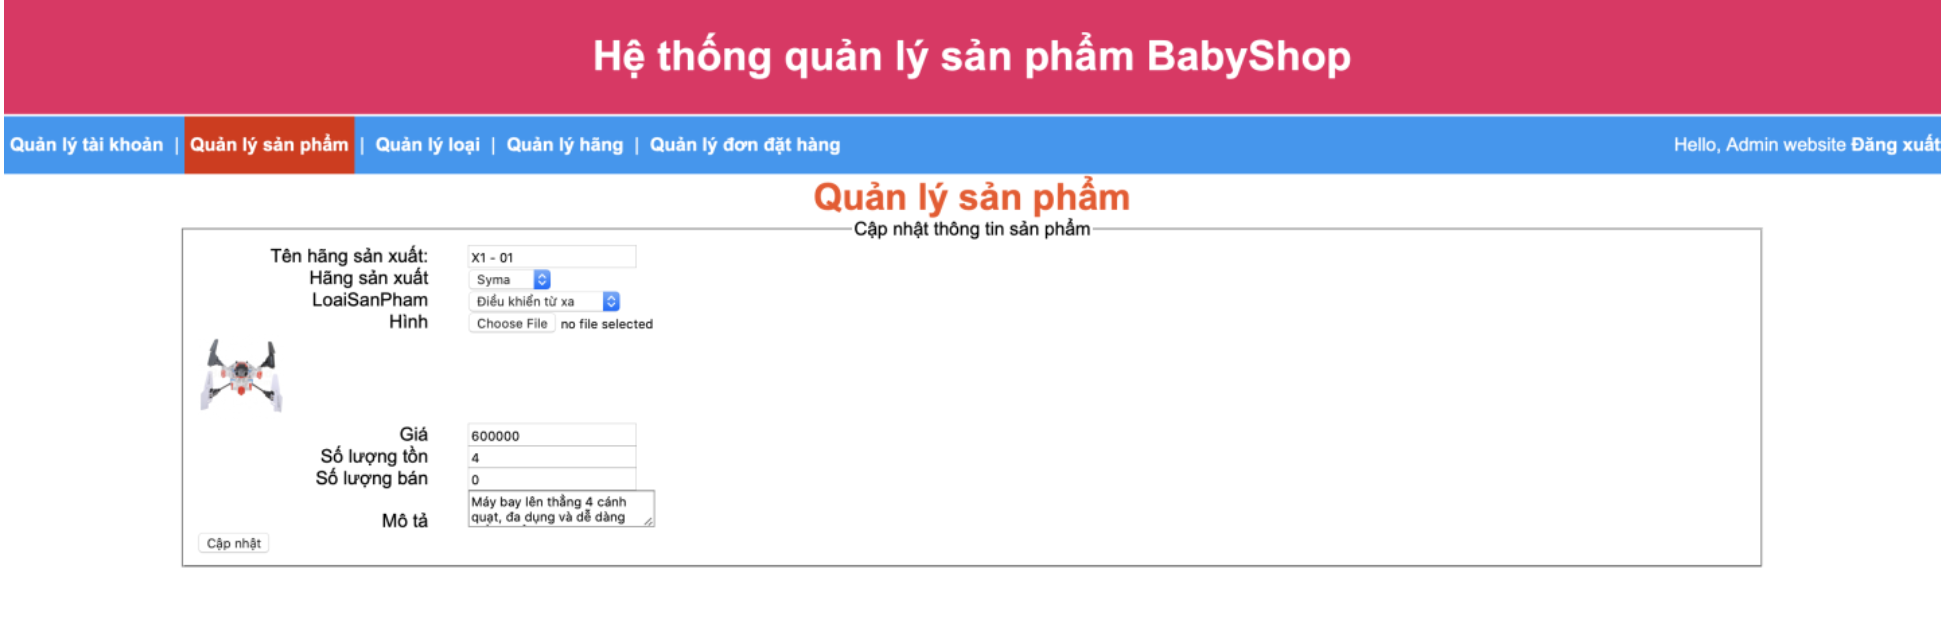 Hệ thống quản lý sản phẩm BabyShop
Quản lý tài khoản | Quản lý sản phẩm | Quản lý loại | Quản lý hãng | Quản lý đơn đặt hàng Hello, Admin website Đăng xuất
Quản lý sản phẩm
Cập nhật thông tin sản phẩm
Tên hãng sản xuất: X1 - 01
Hãng sản xuất Syma
LoaiSanPham Điều khiển từ xa
Hình Choose File no file selected
Giá 600000
Số lượng tồn 4
Số lượng bán 0
Mô tả Máy bay lên thẳng 4 cánh
quạt, đa dụng và dễ dàng
Cập nhật